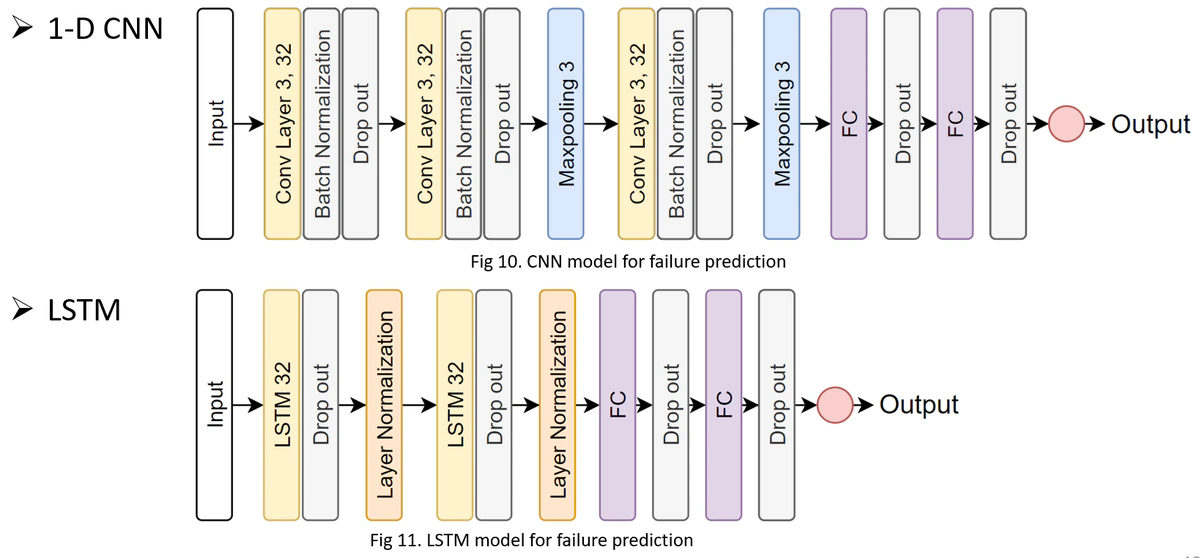 ➢ 1-D CNN
Input
Conv Layer 3, 32
Batch Normalization
Drop out
Conv Layer 3, 32
Batch Normalization
Drop out
Maxpooling 3
Conv Layer 3, 32
Batch Normalization
Drop out
Maxpooling 3
FC
Drop out
FC
Drop out
Output
Fig 10. CNN model for failure prediction
➢ LSTM
Input
LSTM 32
Drop out
Layer Normalization
LSTM 32
Drop out
Layer Normalization
FC
Drop out
FC
Drop out
Output
Fig 11. LSTM model for failure prediction